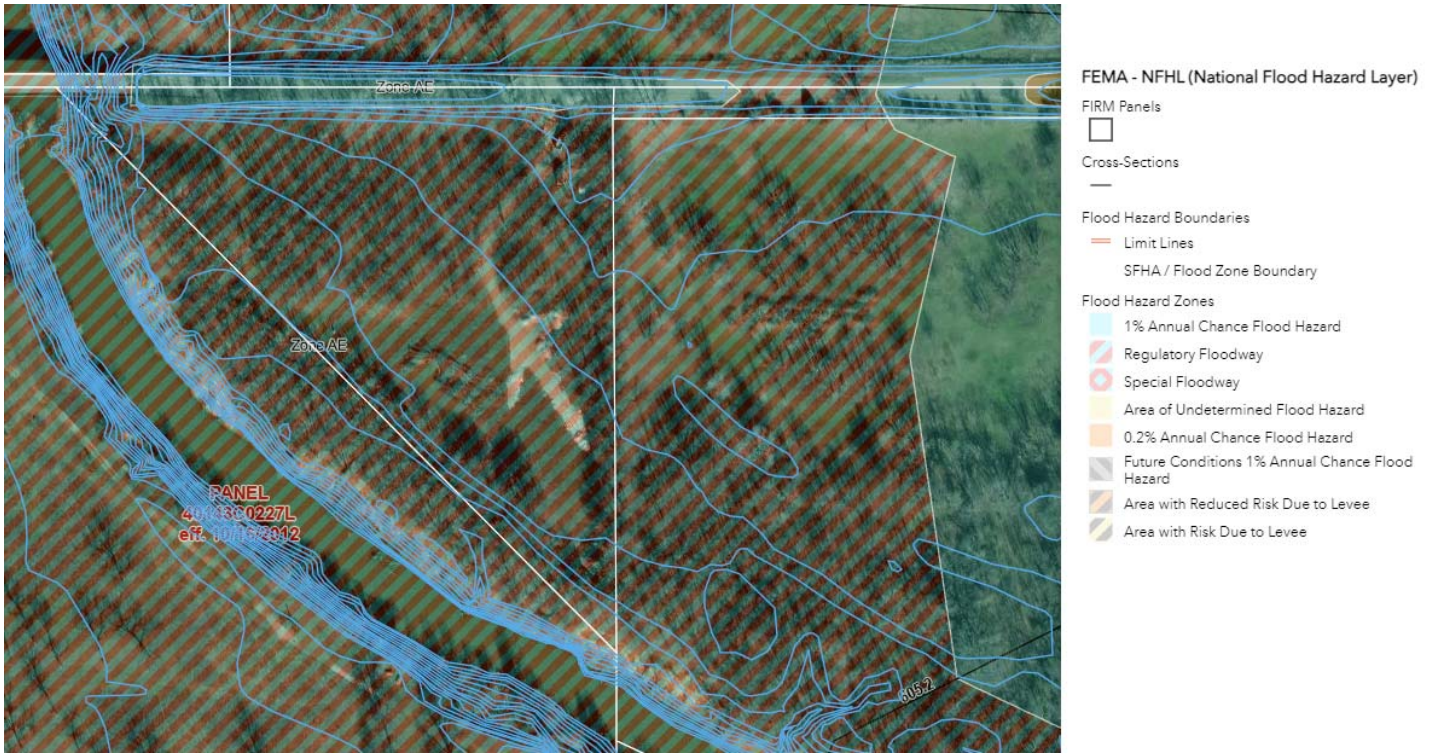 Zone AE
Zone AE
PANEL
40143C0227L
eff. 10/16/2012
605.2
FEMA - NFHL (National Flood Hazard Layer)
FIRM Panels
Cross-Sections
Flood Hazard Boundaries
Limit Lines
SFHA / Flood Zone Boundary
Flood Hazard Zones
1% Annual Chance Flood Hazard
Regulatory Floodway
Special Floodway
Area of Undetermined Flood Hazard
0.2% Annual Chance Flood Hazard
Future Conditions 1% Annual Chance Flood
Hazard
Area with Reduced Risk Due to Levee
Area with Risk Due to Levee